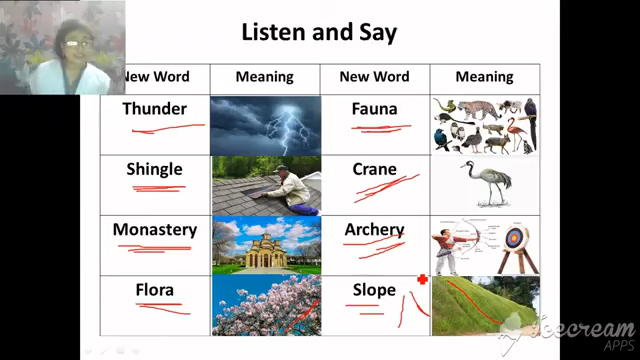 Listen and Say
New Word Meaning New Word Meaning
Thunder Fauna
Shingle Crane
Monastery Archery
Flora Slope
Icecream
APPS